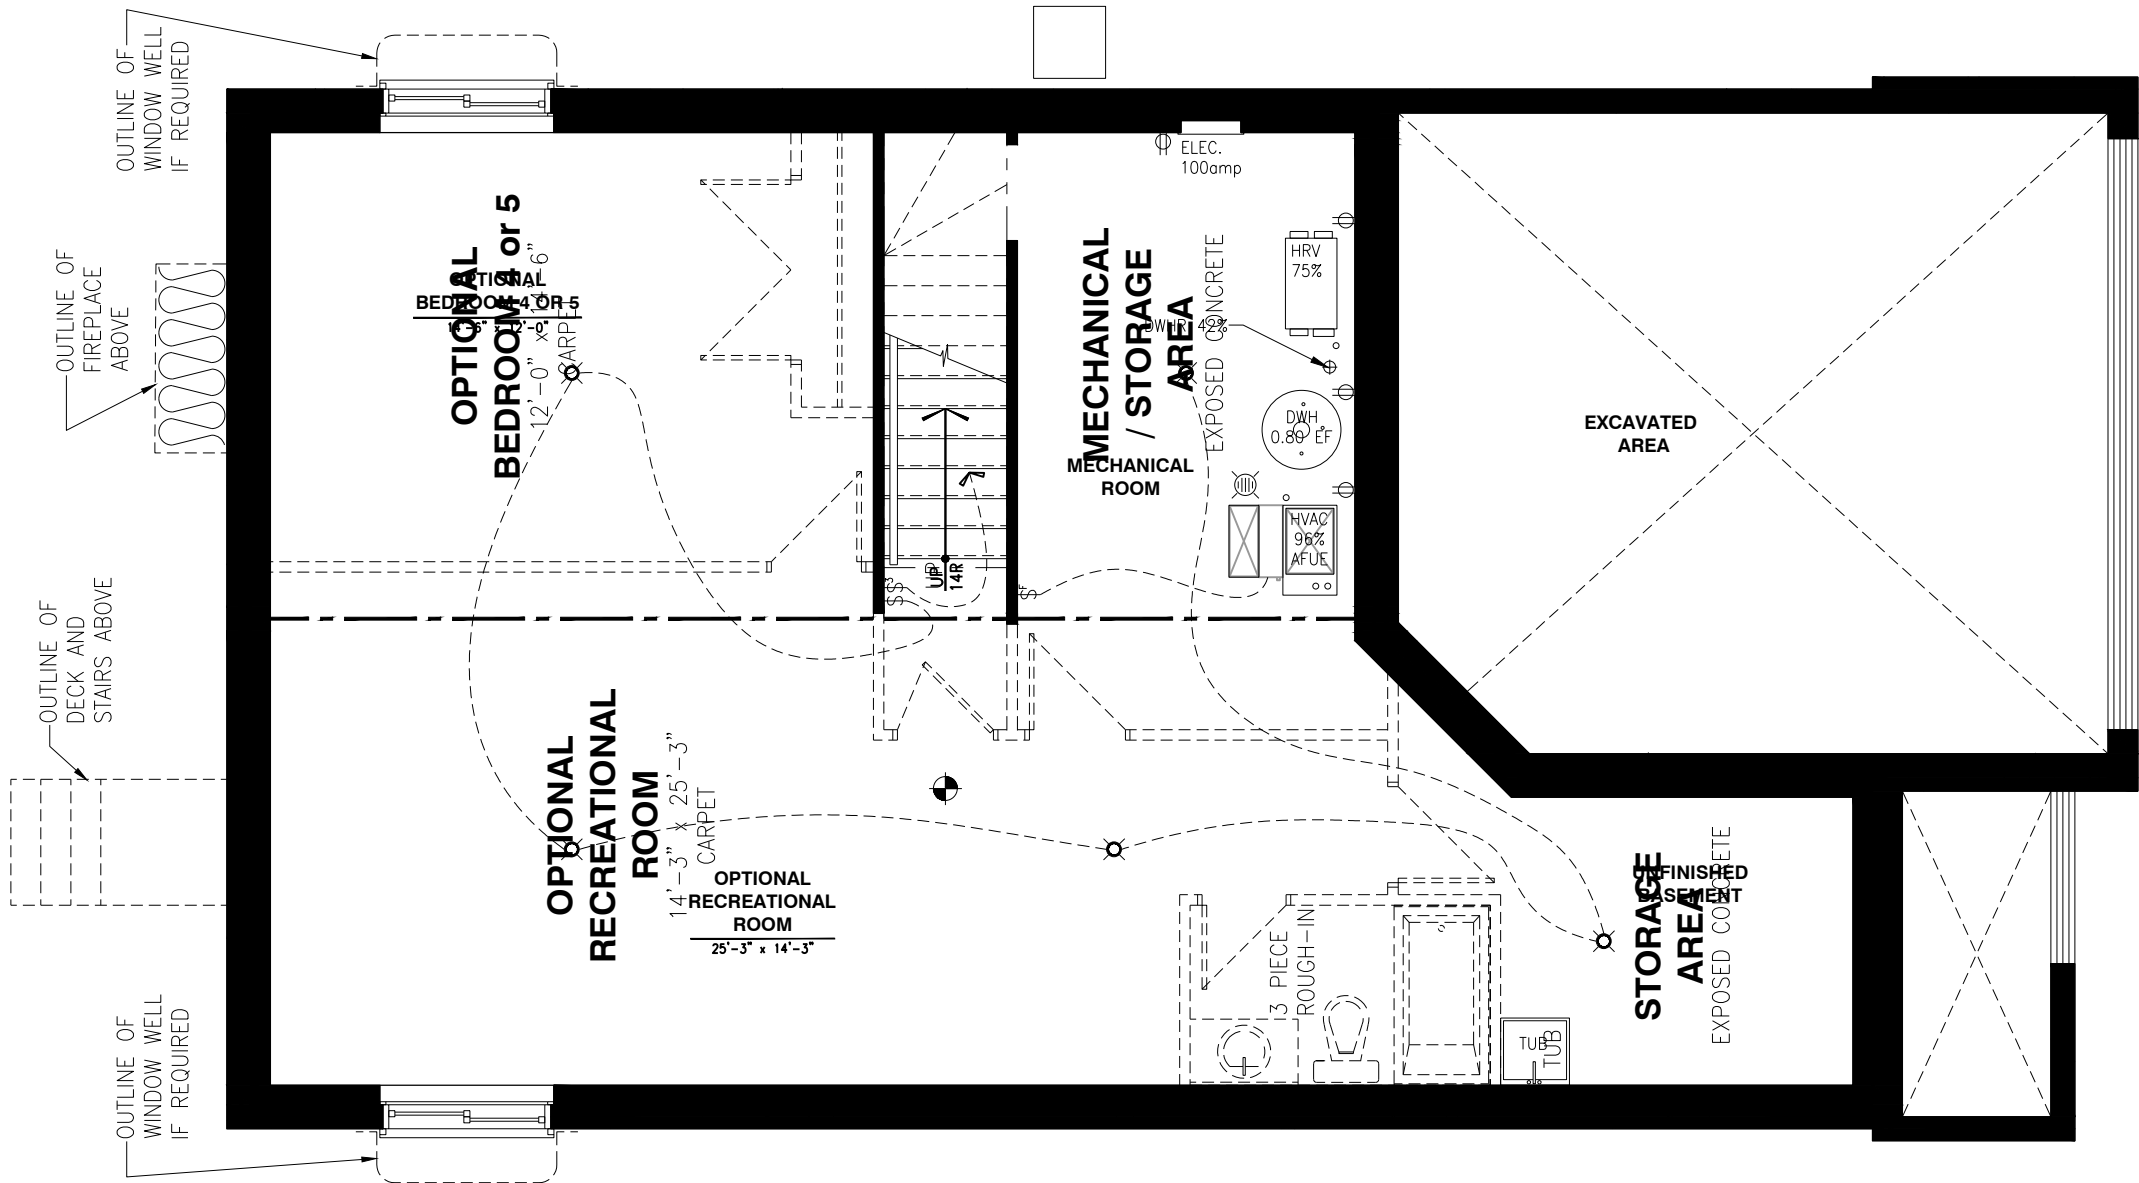 OUTLINE OF
WINDOW WELL
IF REQUIRED
OUTLINE OF
FIREPLACE
ABOVE
OUTLINE OF
DECK AND
STAIRS ABOVE
OUTLINE OF
WINDOW WELL
IF REQUIRED
OPTIONAL
BEDROOM 4 or 5
12'-0" x 14'-6"
CARPET
OPTIONAL
BEDROOM 4 OR 5
14'-6" x 12'-0"
MECHANICAL
/ STORAGE
AREA
EXPOSED CONCRETE
MECHANICAL
ROOM
ELEC.
100amp
HRV
75%
DWHR 42%
DWH
0.80 EF
HVAC
96%
AFUE
UP
UP
14R
$$3
$F
EXCAVATED
AREA
OPTIONAL
RECREATIONAL
ROOM
14'-3" x 25'-3"
CARPET
OPTIONAL
RECREATIONAL
ROOM
25'-3" x 14'-3"
3 PIECE
ROUGH-IN
S
TUB
TUB
STORAGE
AREA
EXPOSED CONCRETE
UNFINISHED
BASEMENT